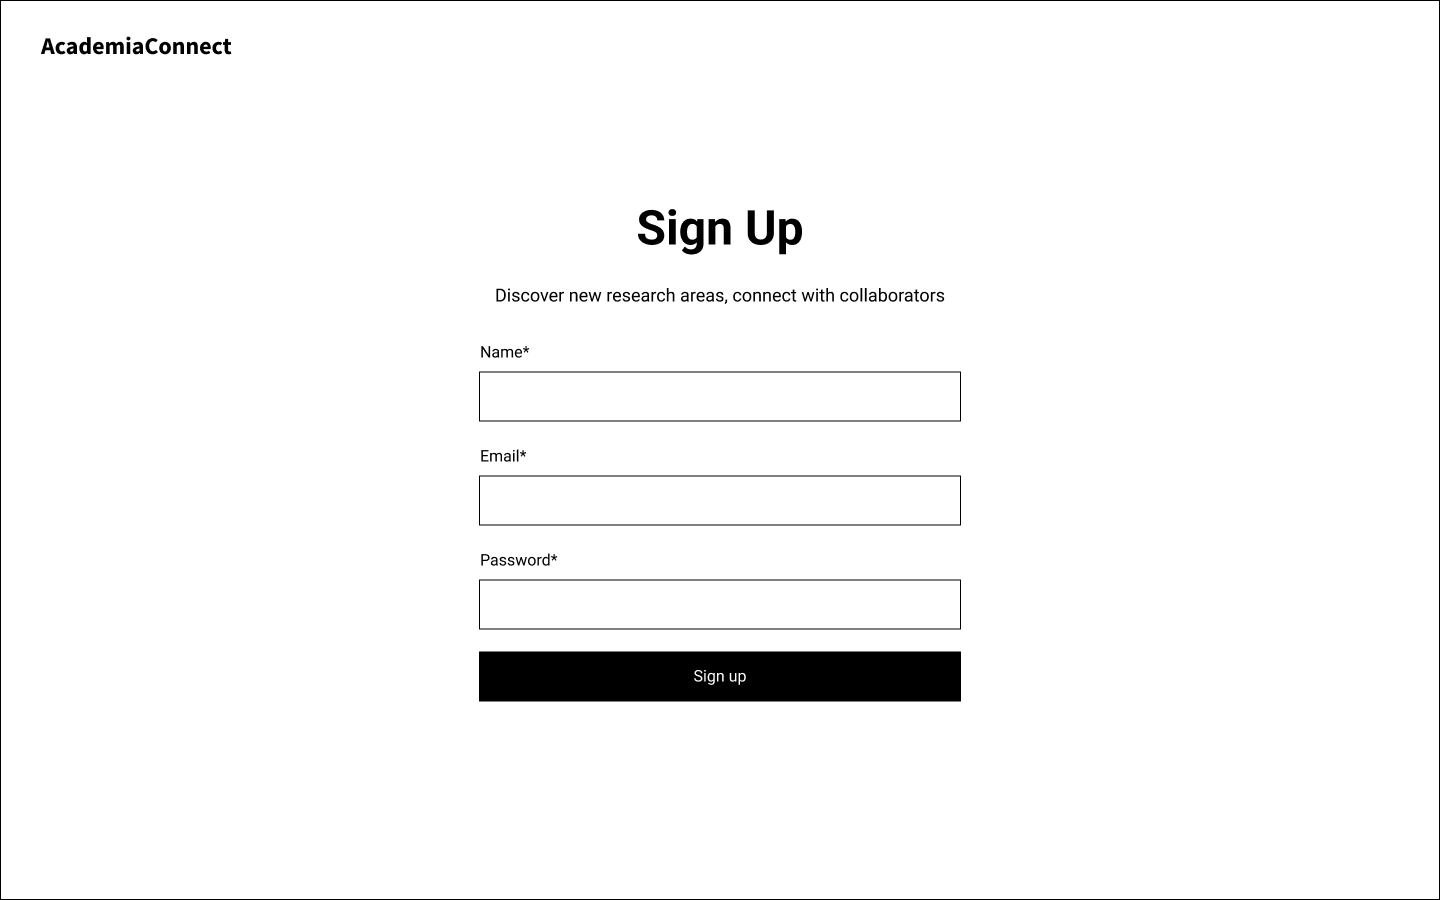 AcademiaConnect
Sign Up
Discover new research areas, connect with collaborators
Name*
Email*
Password*
Sign up